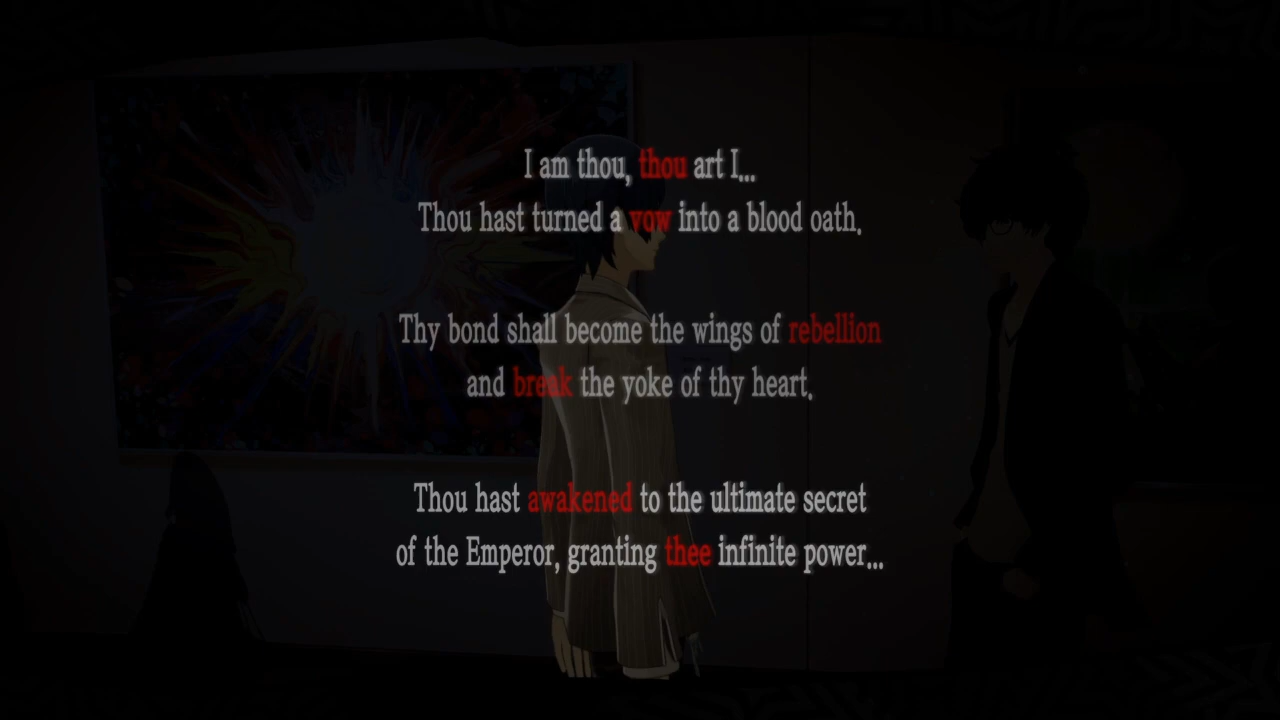 I am thou, thou art I...
Thou hast turned a vow into a blood oath.
Thy bond shall become the wings of rebellion
and break the yoke of thy heart.
Thou hast awakened to the ultimate secret
of the Emperor, granting thee infinite power...